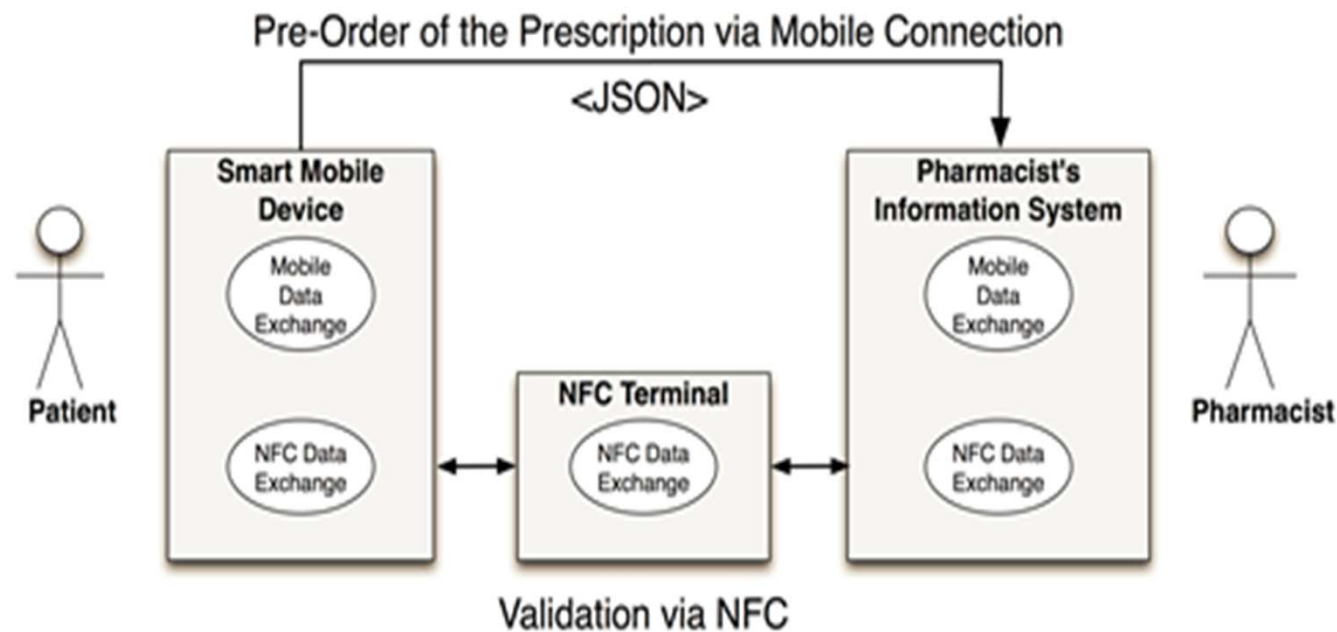 Pre-Order of the Prescription via Mobile Connection
<JSON>
Smart Mobile
Device
Mobile
Data
Exchange
NFC Data
Exchange
Patient
NFC Terminal
NFC Data
Exchange
Pharmacist's
Information System
Mobile
Data
Exchange
NFC Data
Exchange
Pharmacist
Validation via NFC